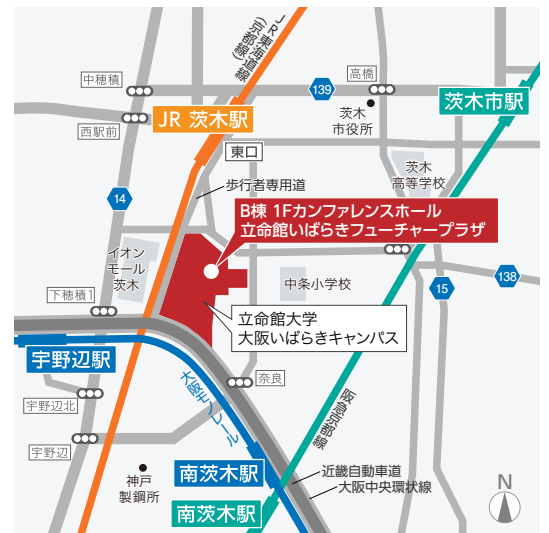 JR東海道線
(京都線)
中穂積
139
高橋
茨木市駅
JR 茨木駅
茨木
市役所
西駅前
東口
茨木
高等学校
歩行者専用道
14
B棟 1Fカンファレンスホール
立命館いばらきフューチャープラザ
イオン
モール
茨木
中条小学校
138
15
下穂積1
立命館大学
大阪いばらきキャンパス
宇野辺駅
大阪モノレール
奈良
阪急京都線
宇野辺北
宇野辺
神戸
製鋼所
南茨木駅
近畿自動車道
大阪中央環状線
南茨木駅
N